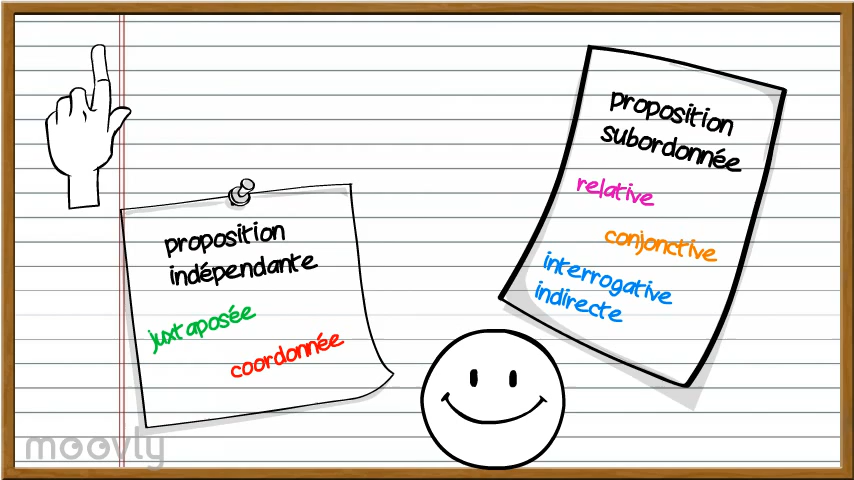 proposition
indépendante
juxtaposée
coordonnée
proposition
subordonnée
relative
conjonctive
interrogative
indirecte
moovly